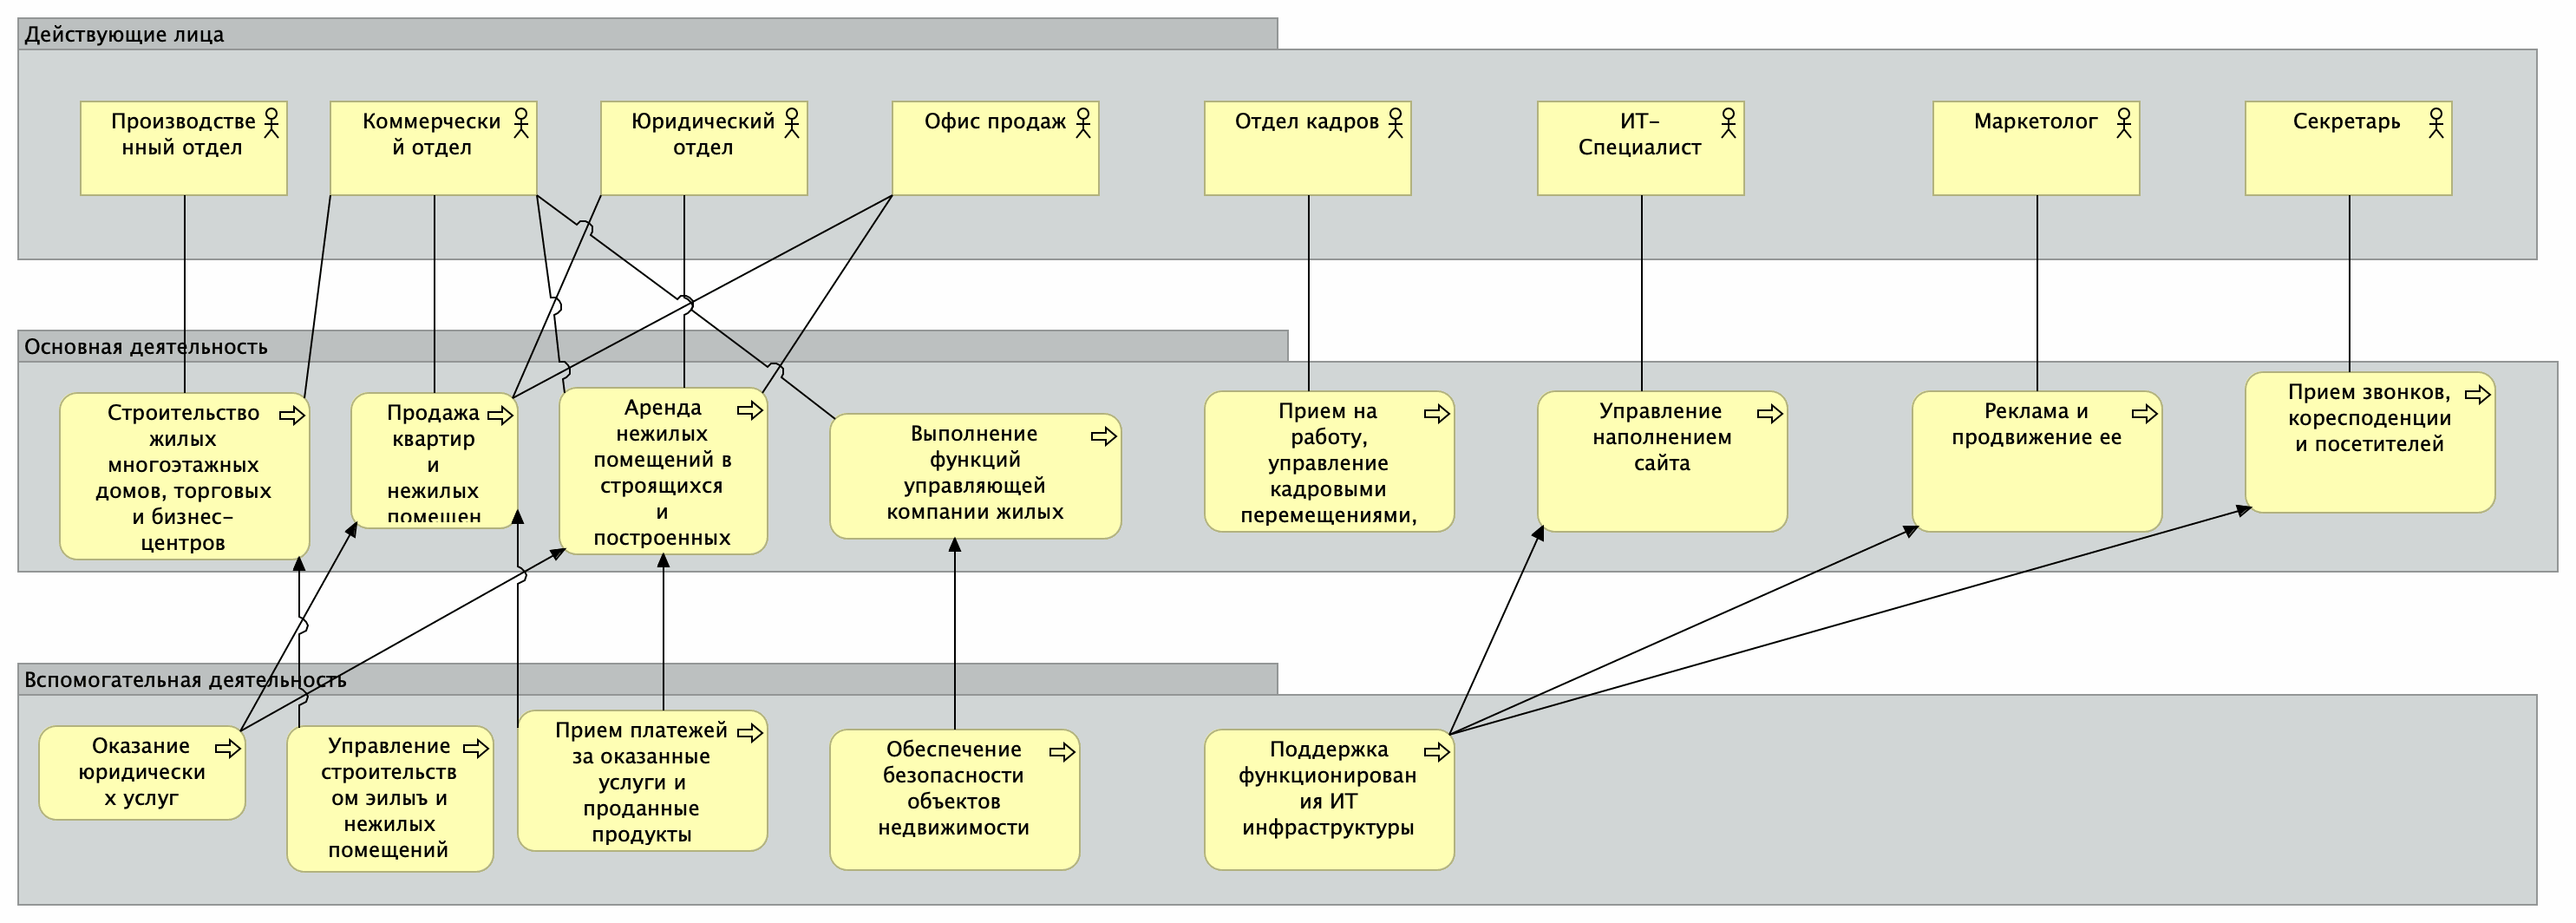 Действующие лица
Производстве
нный отдел
Коммерчески
й отдел
Юридический
отдел
Офис продаж
Отдел кадров
ИТ-
Специалист
Маркетолог
Секретарь
Основная деятельность
Строительство
жилых
многоэтажных
домов, торговых
и бизнес-
центров
Продажа
квартир
и
нежилых
помещен
Аренда
нежилых
помещений в
строящихся
и
построенных
Выполнение
функций
управляющей
компании жилых
Прием на
работу,
управление
кадровыми
перемещениями,
Управление
наполнением
сайта
Реклама и
продвижение ее
Прием звонков,
коресподенции
и посетителей
Вспомогательная деятельность
Оказание
юридически
х услуг
Управление
строительств
ом эилыъ и
нежилых
помещений
Прием платежей
за оказанные
услуги и
проданные
продукты
Обеспечение
безопасности
объектов
недвижимости
Поддержка
функционирован
ия ИТ
инфраструктуры